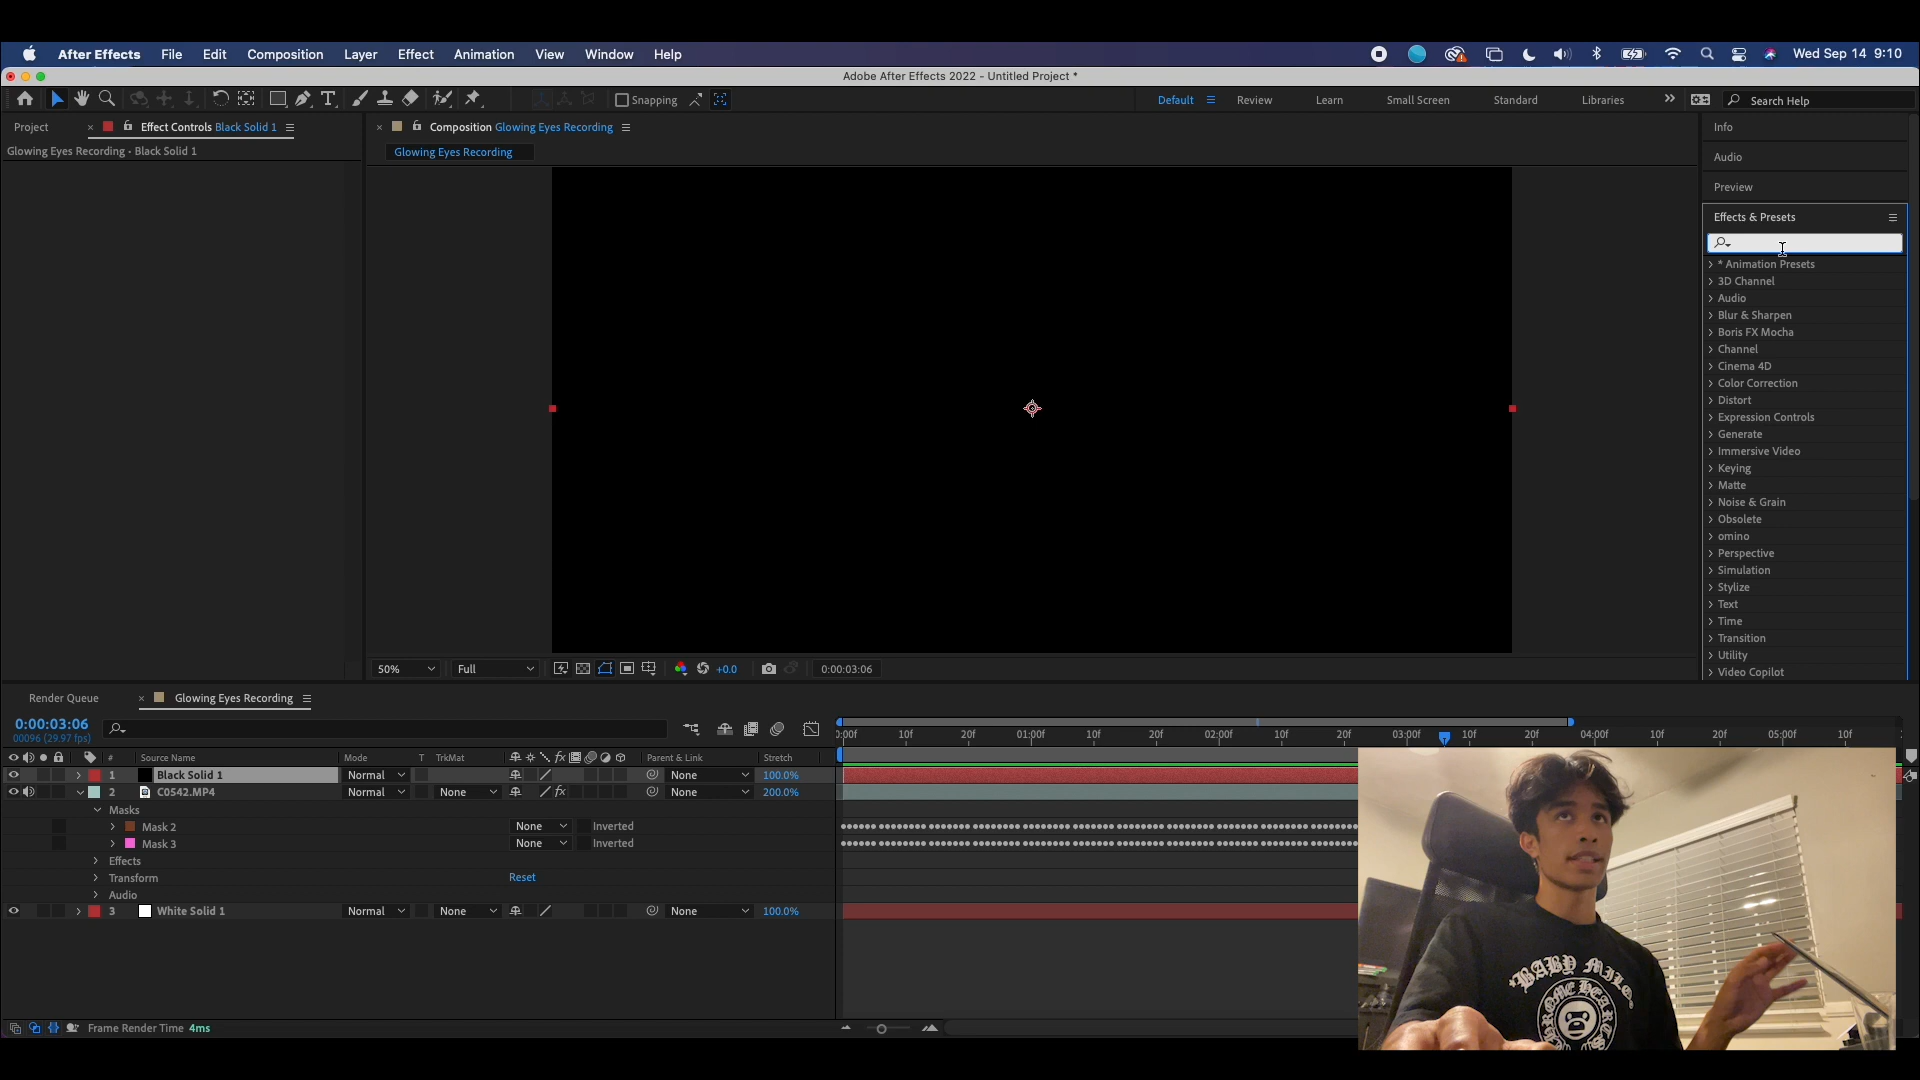 After Effects File Edit Composition Layer Effect Animation View Window Help Wed Sep 14 9:10
Adobe After Effects 2022 - Untitled Project *
Snapping Default Review Learn Small Screen Standard Libraries Search Help
Project Effect Controls Black Solid 1
Glowing Eyes Recording • Black Solid 1
Composition Glowing Eyes Recording
Glowing Eyes Recording
Info
Audio
Preview
Effects & Presets
* Animation Presets
3D Channel
Audio
Blur & Sharpen
Boris FX Mocha
Channel
Cinema 4D
Color Correction
Distort
Expression Controls
Generate
Immersive Video
Keying
Matte
Noise & Grain
Obsolete
omino
Perspective
Simulation
Stylize
Text
Time
Transition
Utility
Video Copilot
50% Full +0.0 0:00:03:06
Render Queue Glowing Eyes Recording
0:00:03:06
00096 (29.97 fps)
:00f 10f 20f 01:00f 10f 20f 02:00f 10f 20f 03:00f 10f 20f 04:00f 10f 20f 05:00f 10f
# Source Name Mode T TrkMat fx Parent & Link Stretch
1 Black Solid 1 Normal None 100.0%
2 C0542.MP4 Normal None fx None 200.0%
Masks
Mask 2 None Inverted
Mask 3 None Inverted
Effects
Transform Reset
Audio
3 White Solid 1 Normal None None 100.0%
Frame Render Time 4ms
BABY MILO